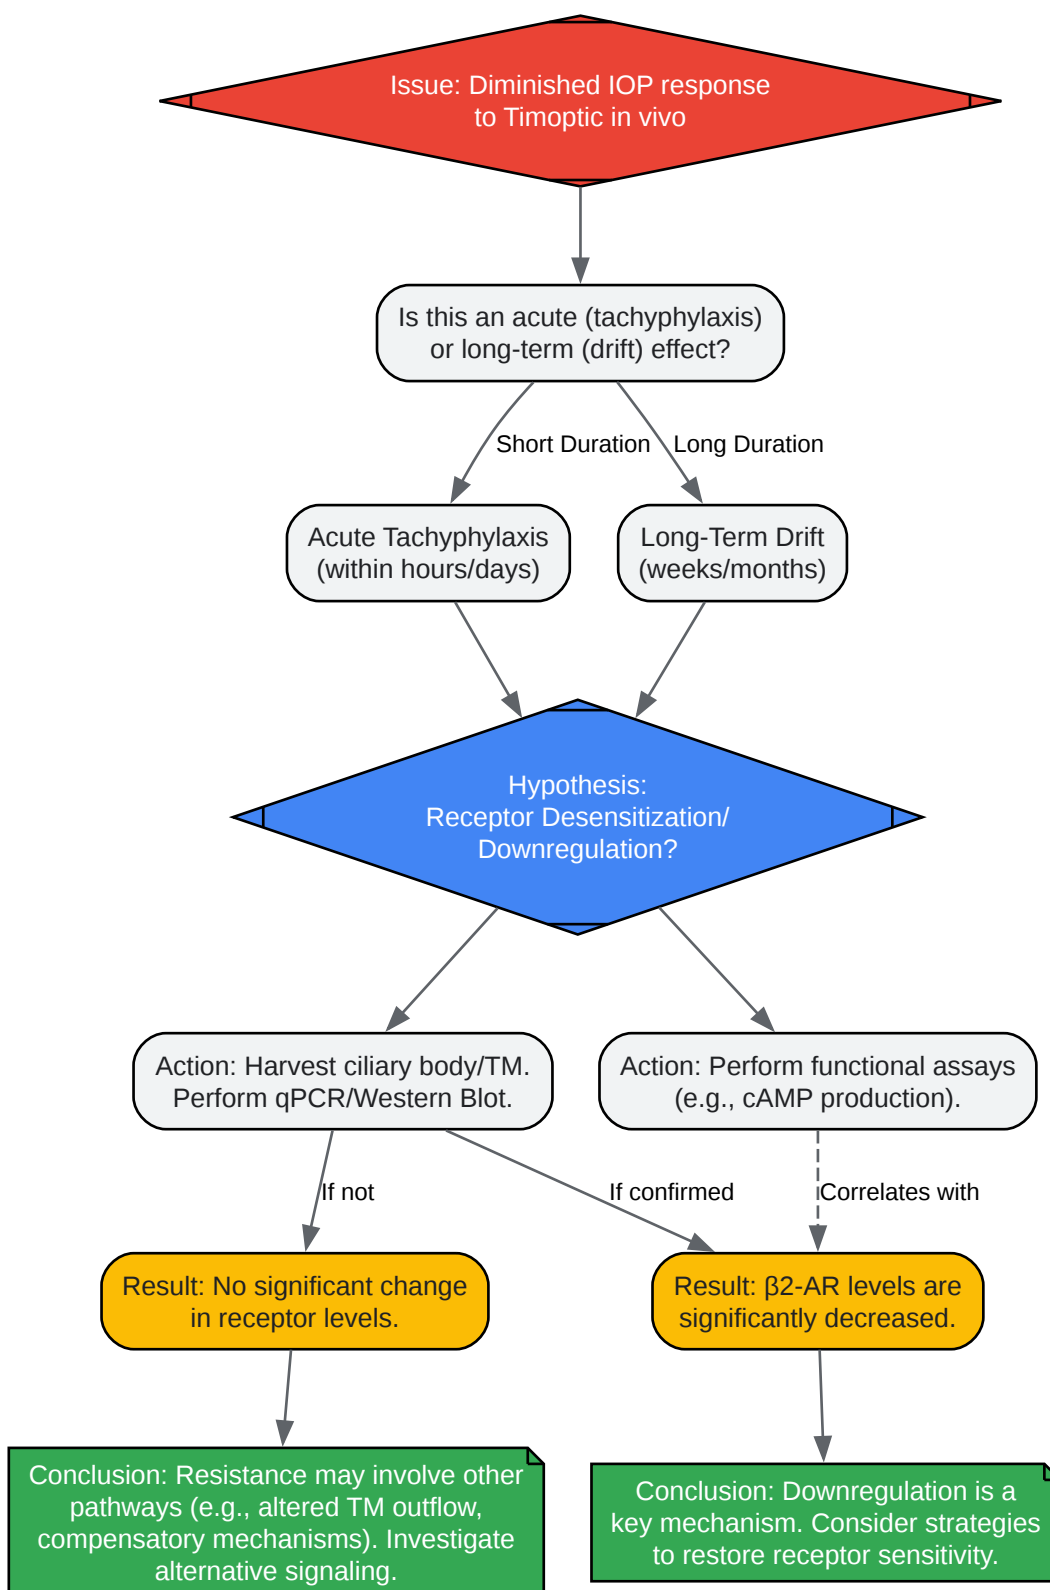 Issue: Diminished IOP response
to Timoptic in vivo
Is this an acute (tachyphylaxis)
or long-term (drift) effect?
Short Duration
Long Duration
Acute Tachyphylaxis
(within hours/days)
Long-Term Drift
(weeks/months)
Hypothesis:
Receptor Desensitization/
Downregulation?
Action: Harvest ciliary body/TM.
Perform qPCR/Western Blot.
Action: Perform functional assays
(e.g., cAMP production).
If not
If confirmed
Correlates with
Result: No significant change
in receptor levels.
Result: β2-AR levels are
significantly decreased.
Conclusion: Resistance may involve other
pathways (e.g., altered TM outflow,
compensatory mechanisms). Investigate
alternative signaling.
Conclusion: Downregulation is a
key mechanism. Consider strategies
to restore receptor sensitivity.